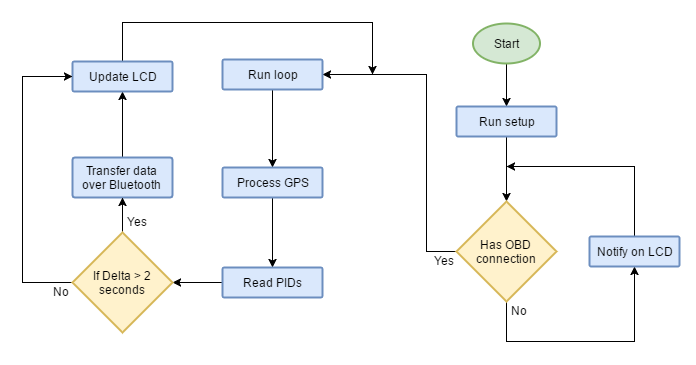 Start
Update LCD
Run loop
Run setup
Transfer data
over Bluetooth
Process GPS
Yes
Has OBD
connection
Notify on LCD
Yes
If Delta > 2
seconds
Read PIDs
No
No